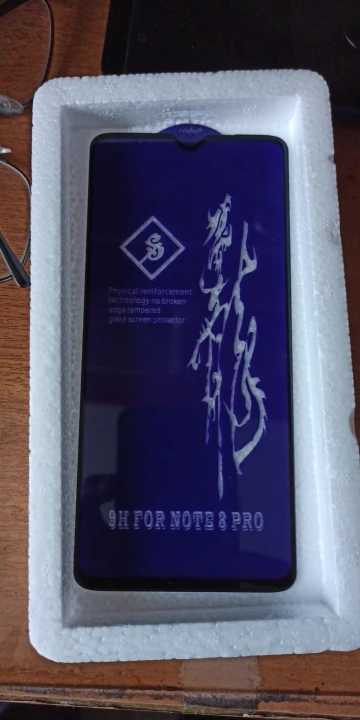 Physical reinforcement
technology no broken
edge tempered
glass screen protector
9H FOR NOTE 8 PRO